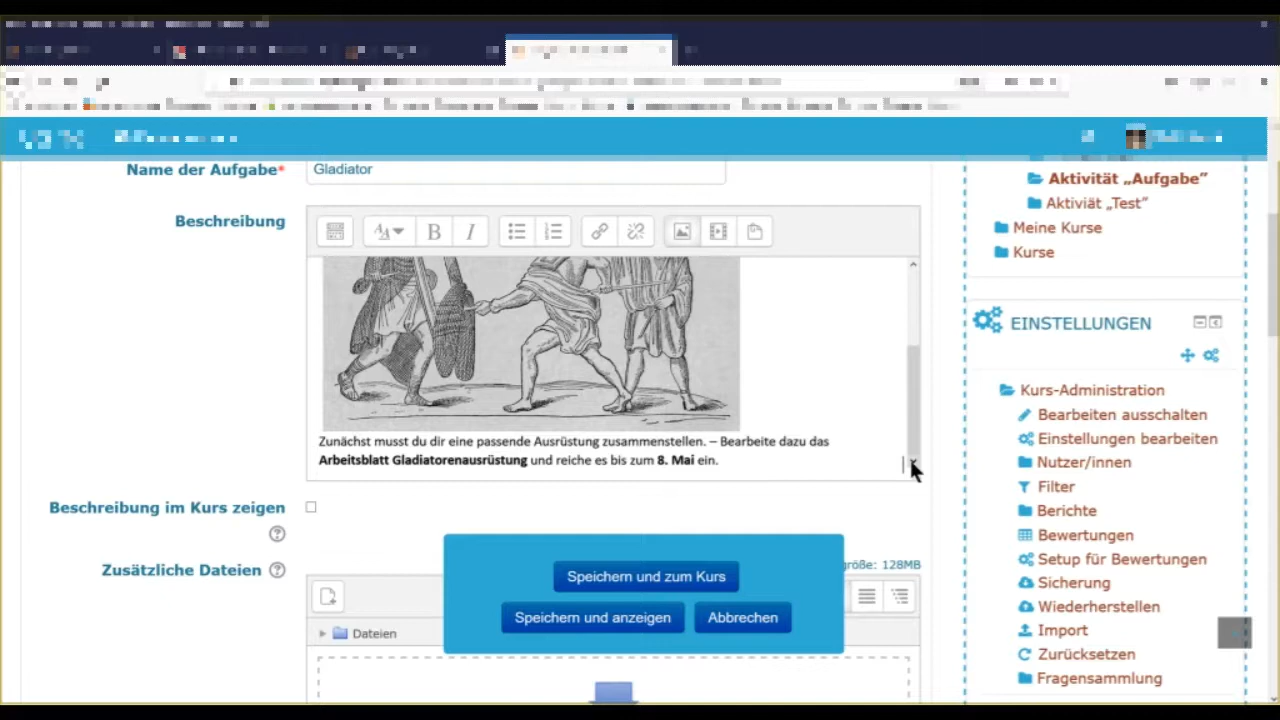 Name der Aufgabe*
Gladiator
Beschreibung
Zunächst musst du dir eine passende Ausrüstung zusammenstellen. – Bearbeite dazu das
Arbeitsblatt Gladiatorenausrüstung und reiche es bis zum 8. Mai ein.
Beschreibung im Kurs zeigen
Zusätzliche Dateien
größe: 128MB
Dateien
Speichern und zum Kurs
Speichern und anzeigen
Abbrechen
Aktivität „Aufgabe”
Aktiviät „Test”
Meine Kurse
Kurse
EINSTELLUNGEN
Kurs-Administration
Bearbeiten ausschalten
Einstellungen bearbeiten
Nutzer/innen
Filter
Berichte
Bewertungen
Setup für Bewertungen
Sicherung
Wiederherstellen
Import
Zurücksetzen
Fragensammlung